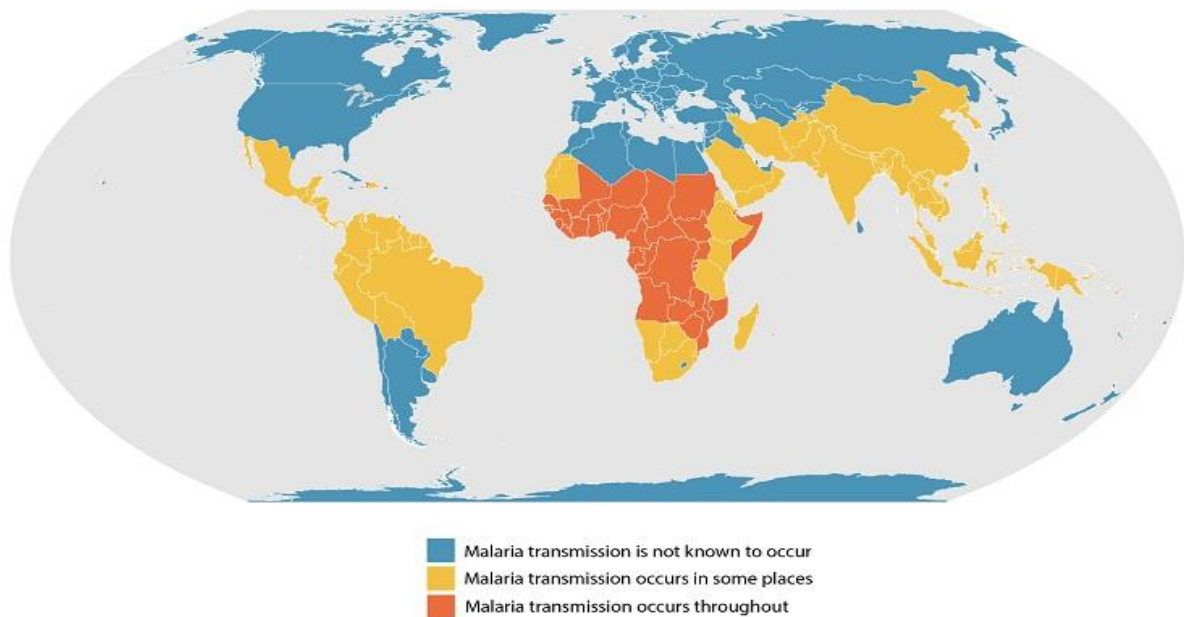 Malaria transmission is not known to occur
Malaria transmission occurs in some places
Malaria transmission occurs throughout